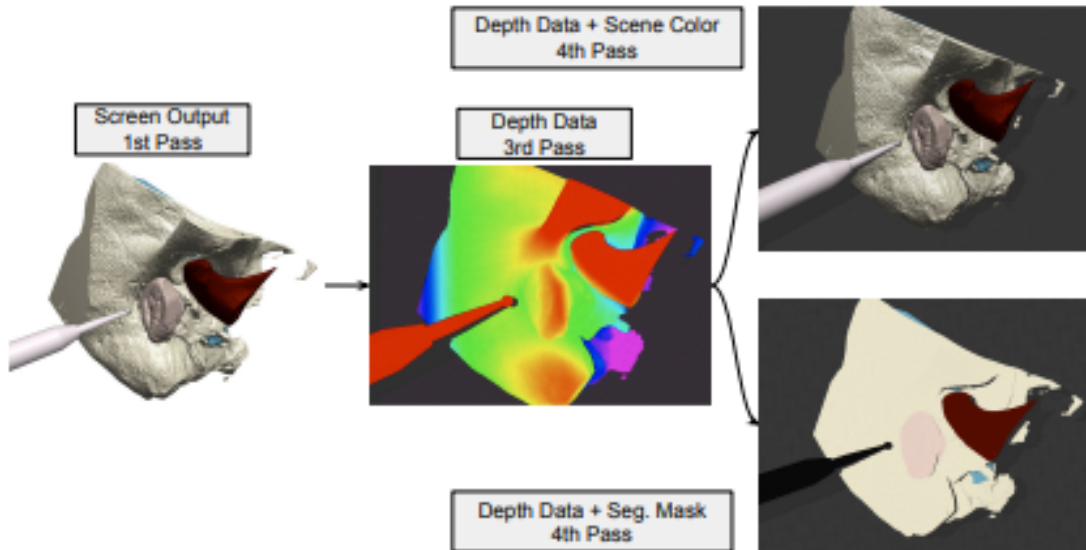 Depth Data + Scene Color
4th Pass
Screen Output
1st Pass
Depth Data
3rd Pass
Depth Data + Seg. Mask
4th Pass